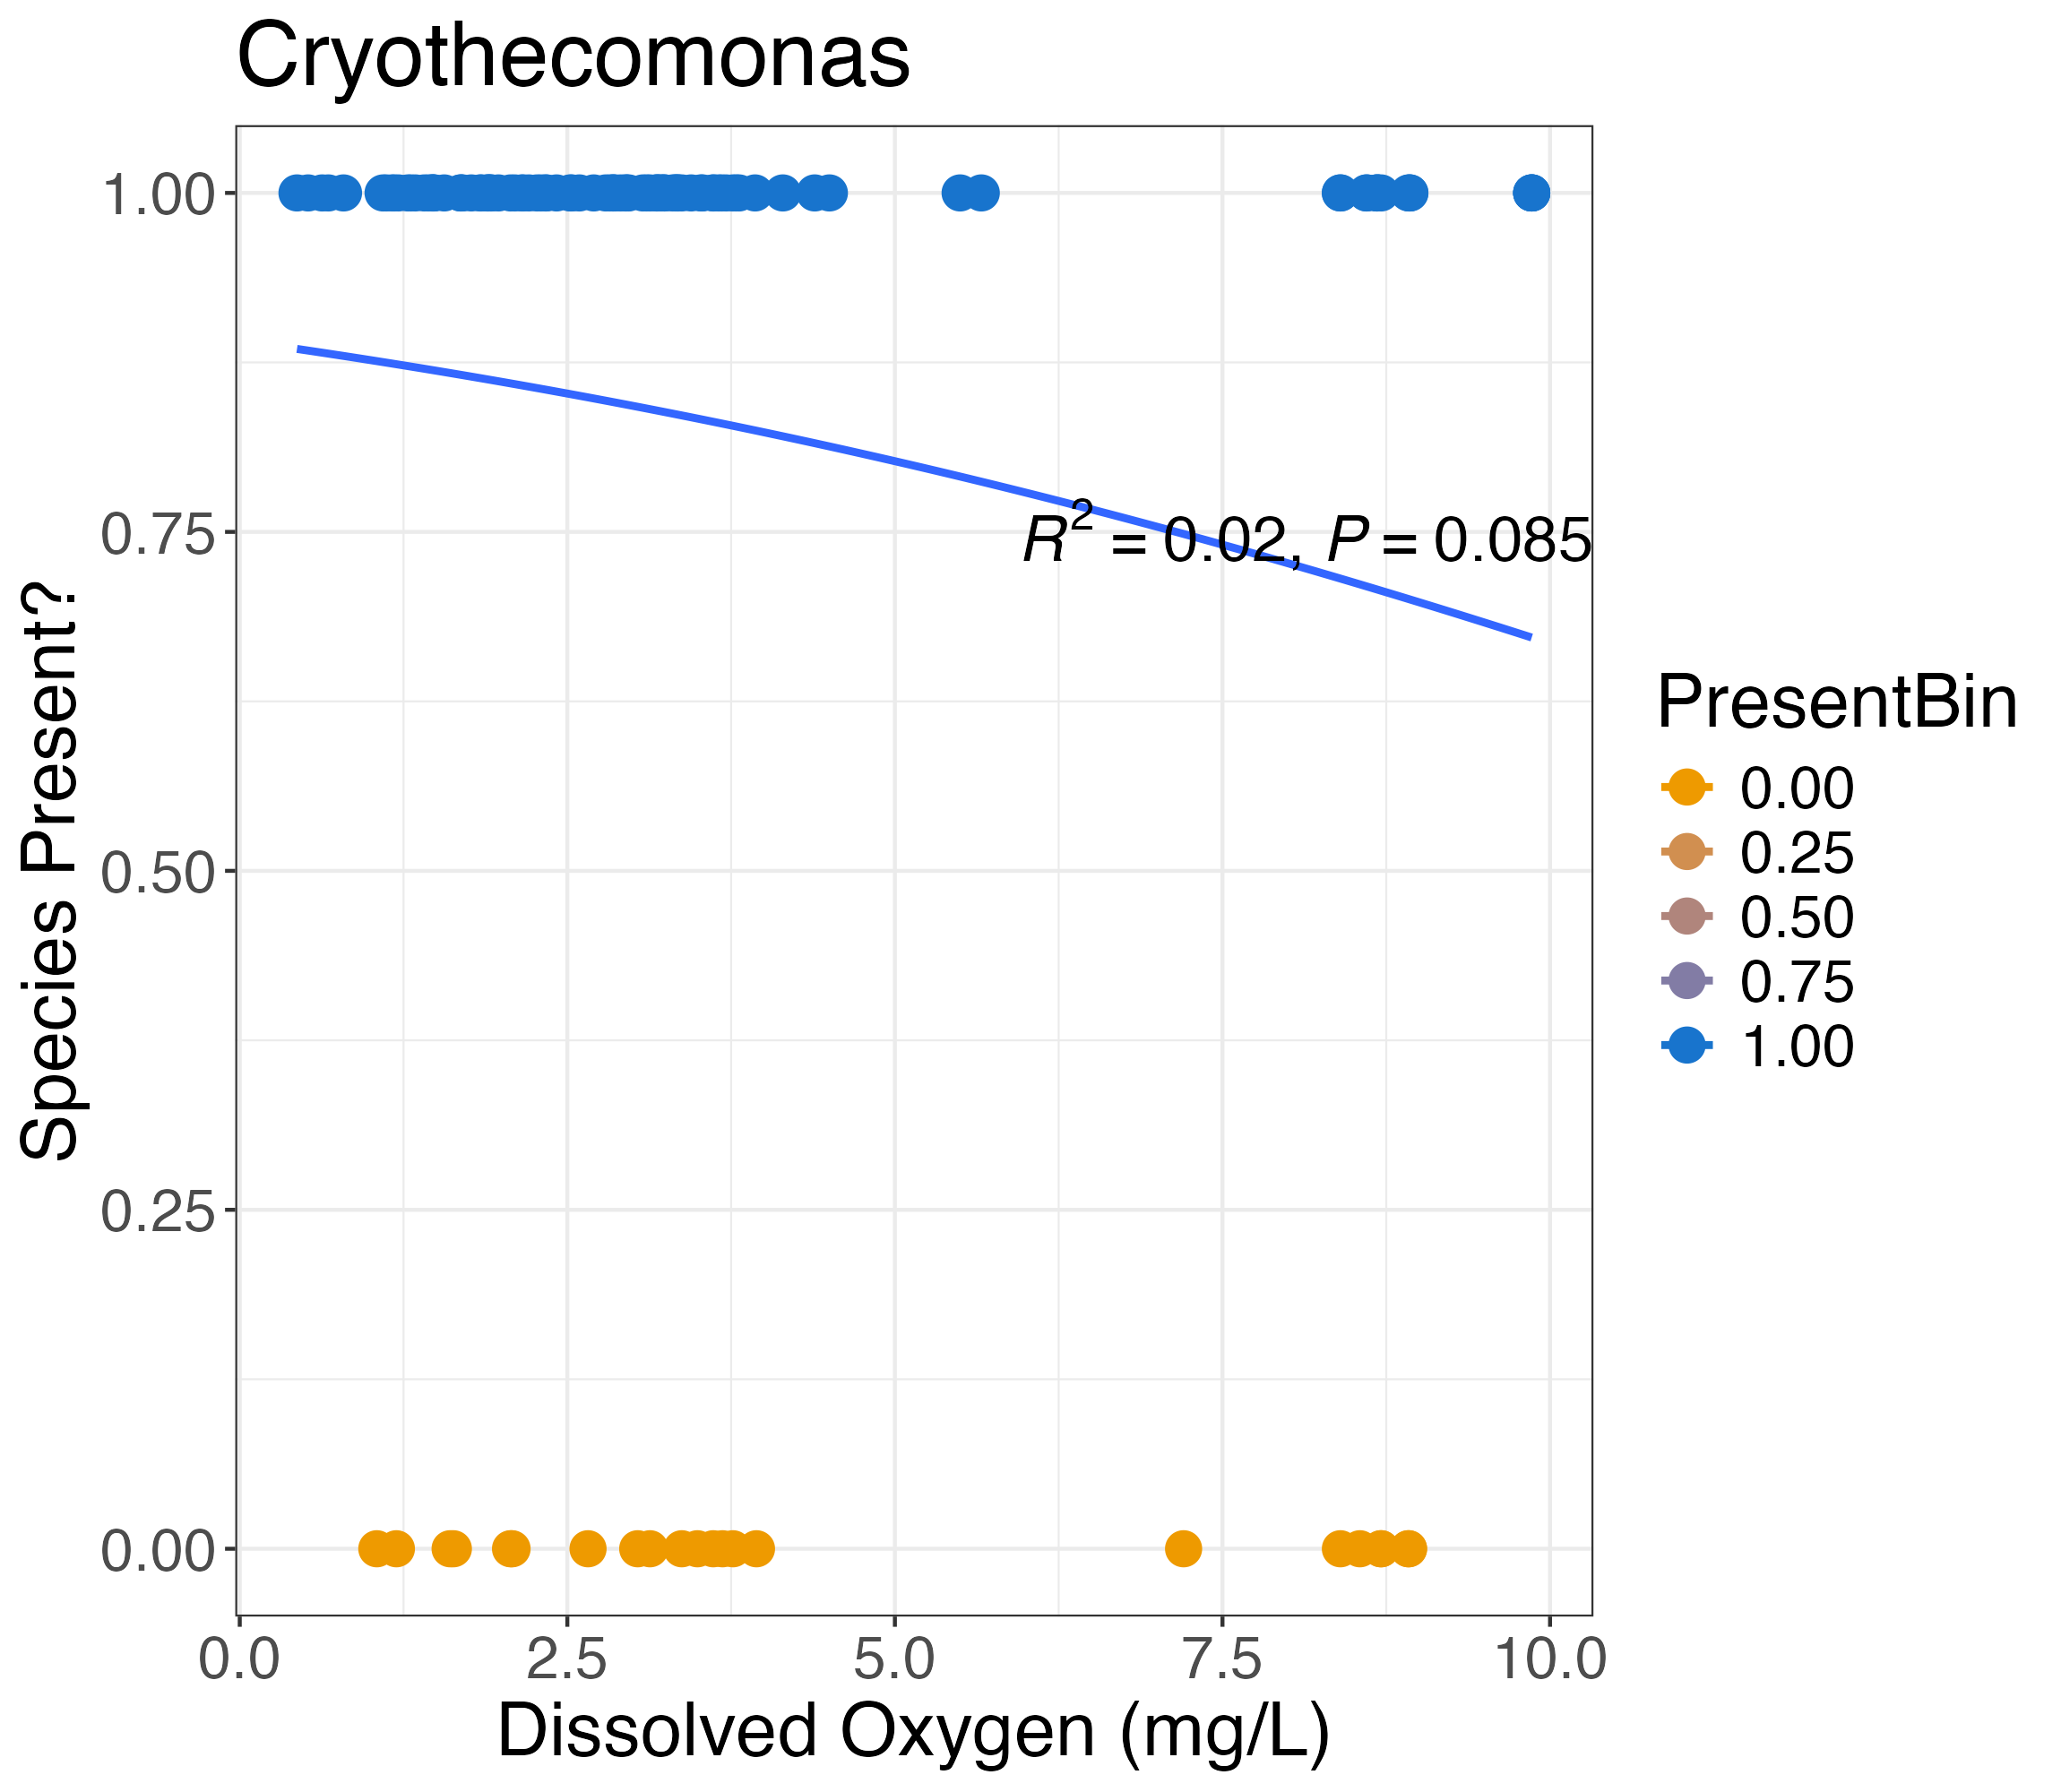 Cryothecomonas
Species Present?
1.00
0.75
0.50
0.25
0.00
R² = 0.02, P = 0.085
0.0 2.5 5.0 7.5 10.0
Dissolved Oxygen (mg/L)
PresentBin
0.00
0.25
0.50
0.75
1.00